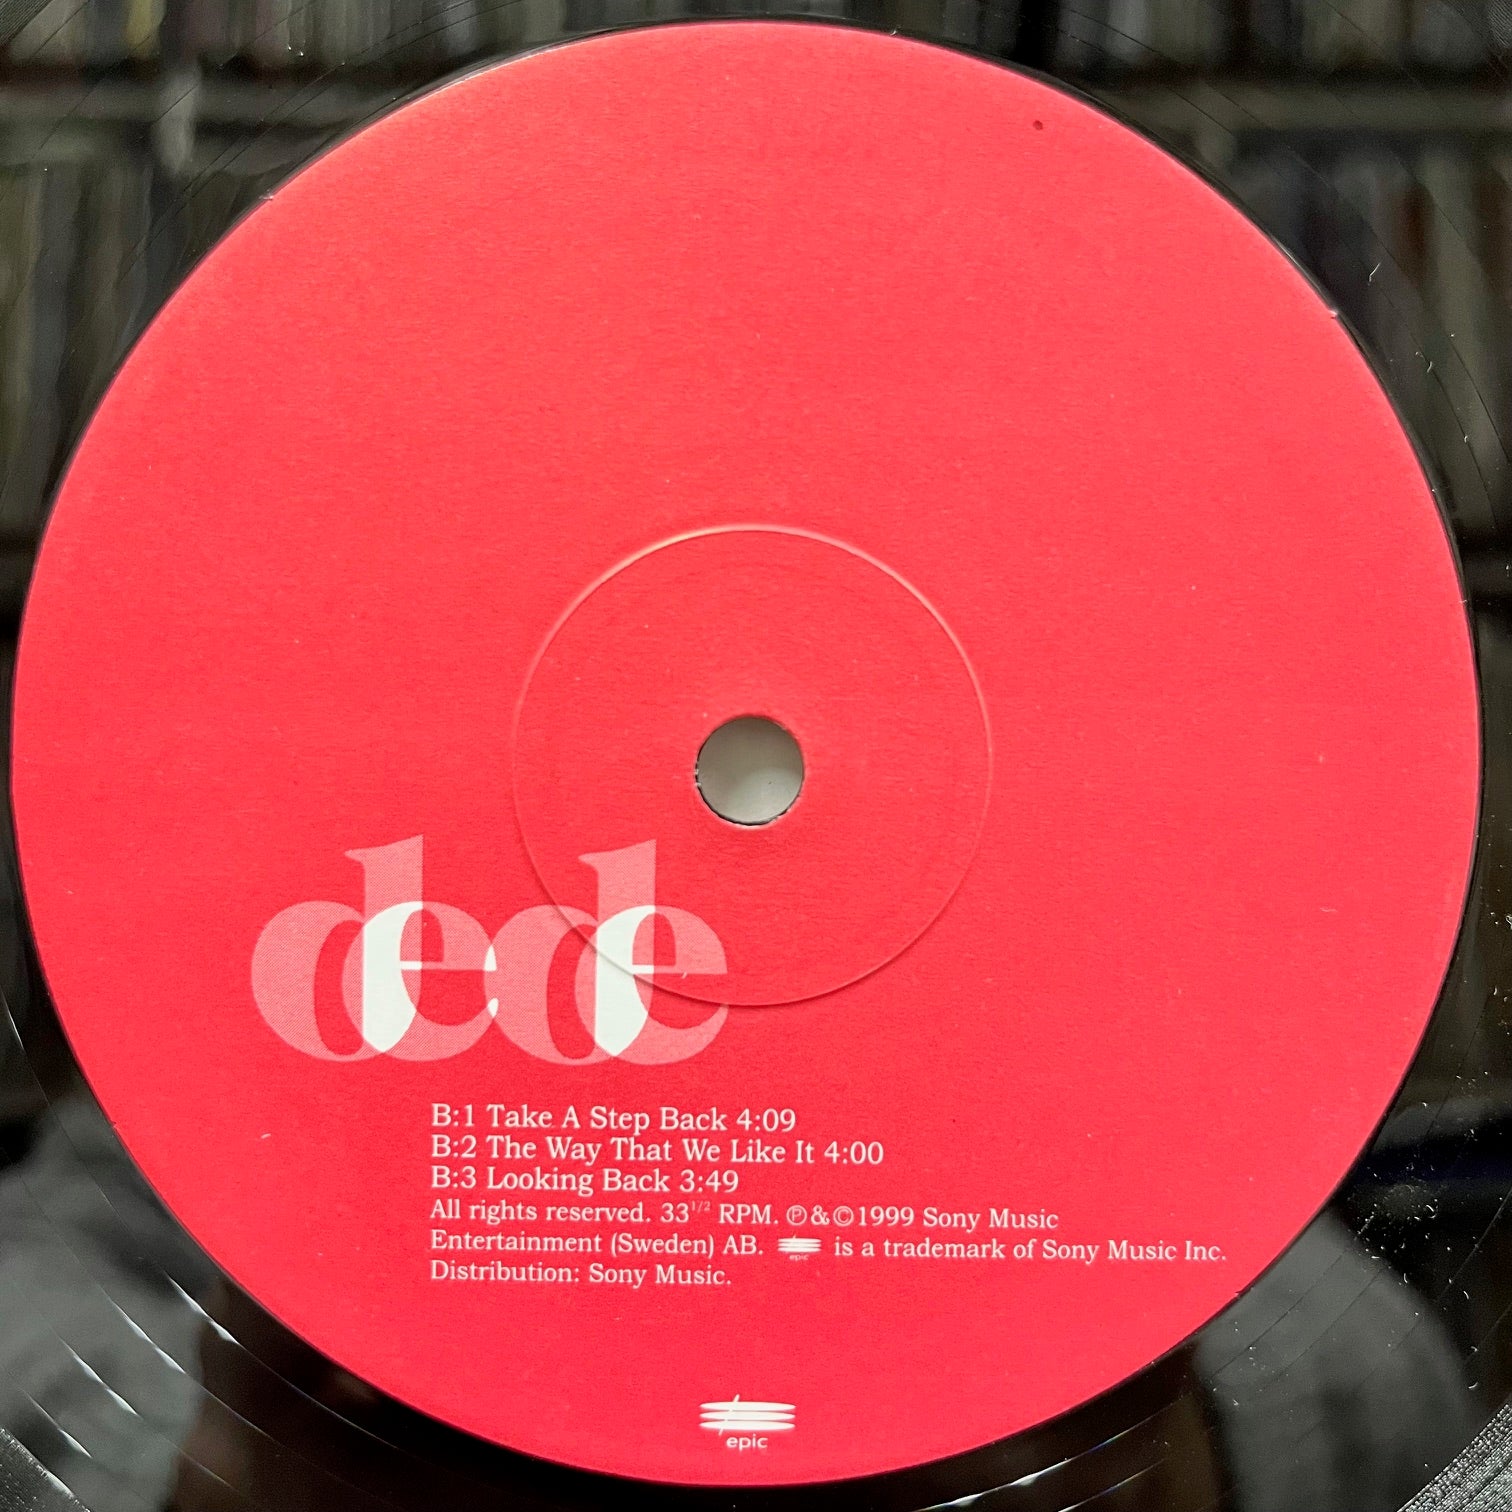 dede
B:1 Take A Step Back 4:09
B:2 The Way That We Like It 4:00
B:3 Looking Back 3:49
All rights reserved. 33 1/2 RPM. ℗&©1999 Sony Music
Entertainment (Sweden) AB. epic is a trademark of Sony Music Inc.
Distribution: Sony Music.
epic